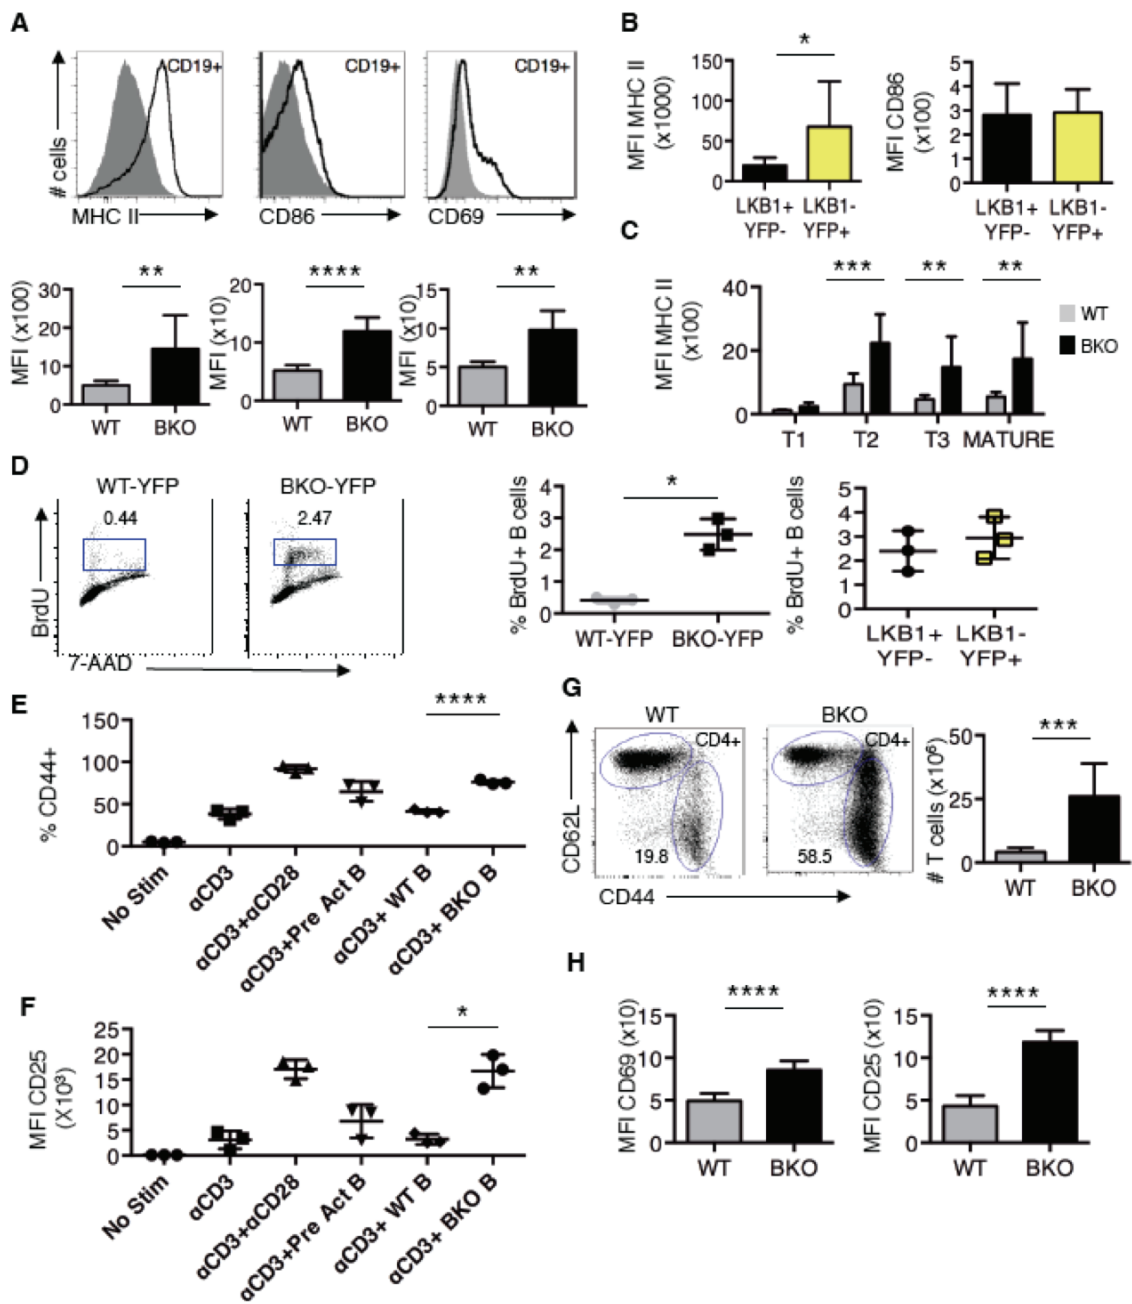 A
CD19+ CD19+ CD19+
# cells
MHC II CD86 CD69
** **** **
MFI (x100) 30 20 10 0 WT BKO
MFI (x10) 20 10 0 WT BKO
MFI (x10) 15 10 5 0 WT BKO
B
*
MFI MHC II (x1000)
150 100 50 0
LKB1+ LKB1-
YFP- YFP+
MFI CD86 (x100)
5 4 3 2 1 0
LKB1+ LKB1-
YFP- YFP+
C
*** ** **
MFI MHC II (x100)
40 20 0
T1 T2 T3 MATURE
WT
BKO
D
WT-YFP BKO-YFP
0.44 2.47
BrdU
7-AAD
*
% BrdU+ B cells
4 3 2 1 0
WT-YFP BKO-YFP
% BrdU+ B cells
5 4 3 2 1 0
LKB1+ LKB1-
YFP- YFP+
E
****
% CD44+
150 100 50 0
No Stim
αCD3
αCD3+αCD28
αCD3+Pre Act B
αCD3+ WT B
αCD3+ BKO B
F
*
MFI CD25 (X10³)
25 20 15 10 5 0
No Stim
αCD3
αCD3+αCD28
αCD3+Pre Act B
αCD3+ WT B
αCD3+ BKO B
G
WT BKO
CD4+ CD4+
19.8 58.5
CD62L
CD44
***
# T cells (x10⁶)
50 25 0
WT BKO
H
****
MFI CD69 (x10)
15 10 5 0
WT BKO
****
MFI CD25 (x10)
15 10 5 0
WT BKO